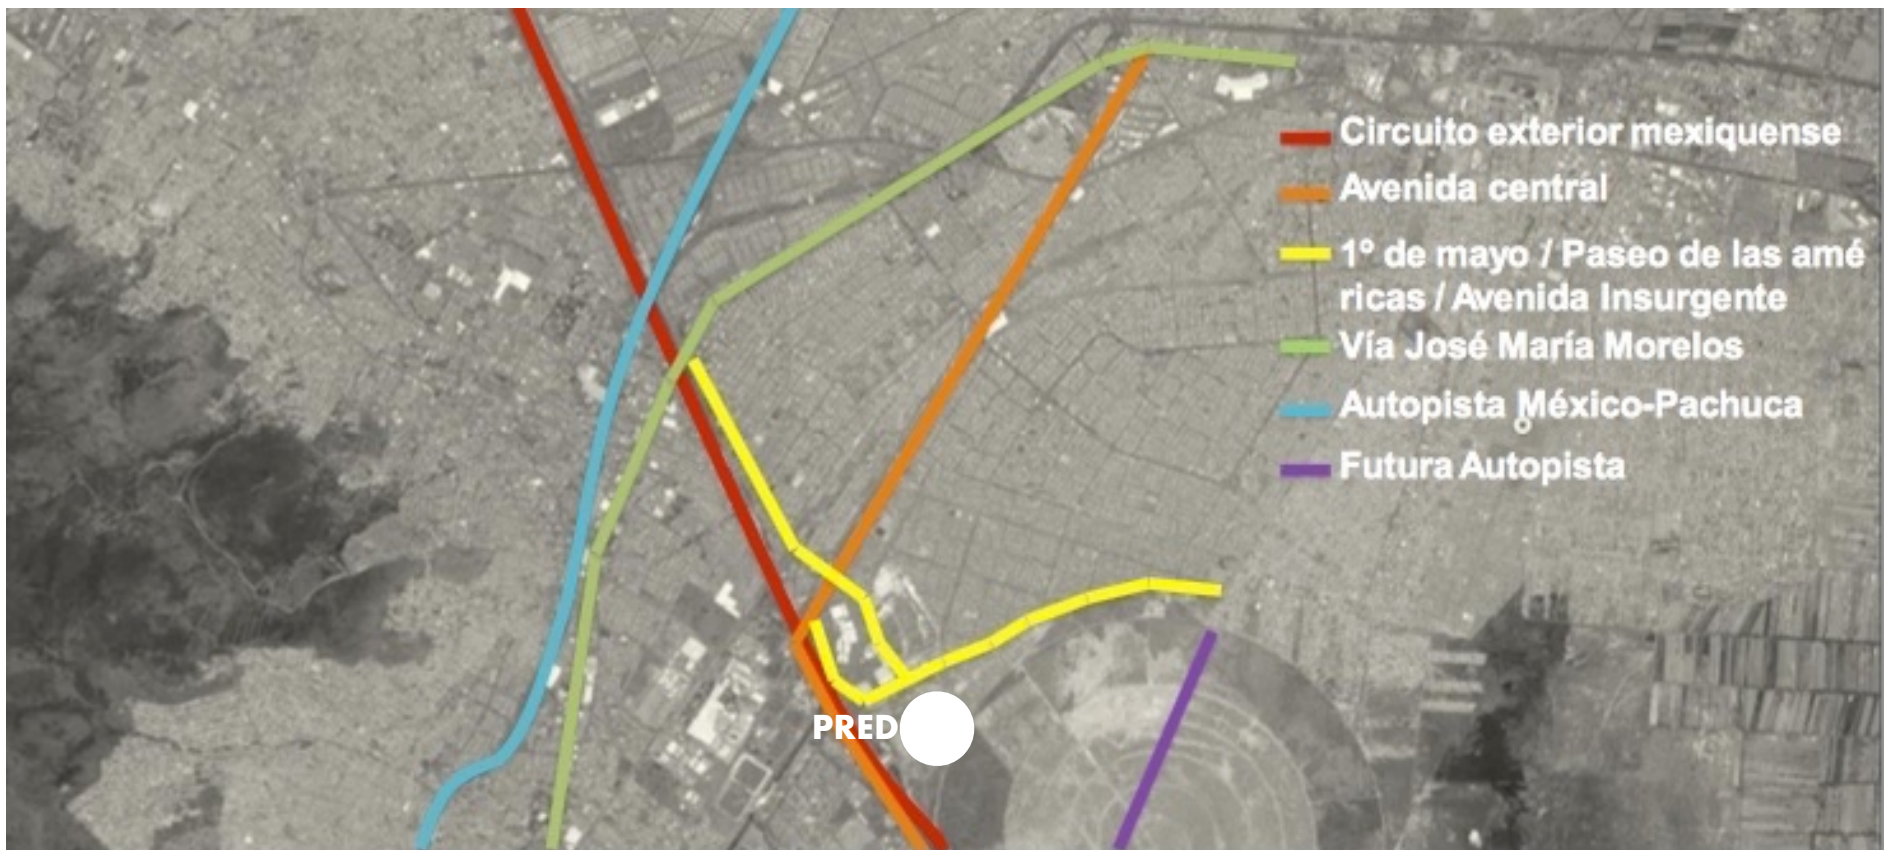 Circuito exterior mexiquense
Avenida central
1º de mayo / Paseo de las amé
ricas / Avenida Insurgente
Vía José María Morelos
Autopista México-Pachuca
Futura Autopista
PRED